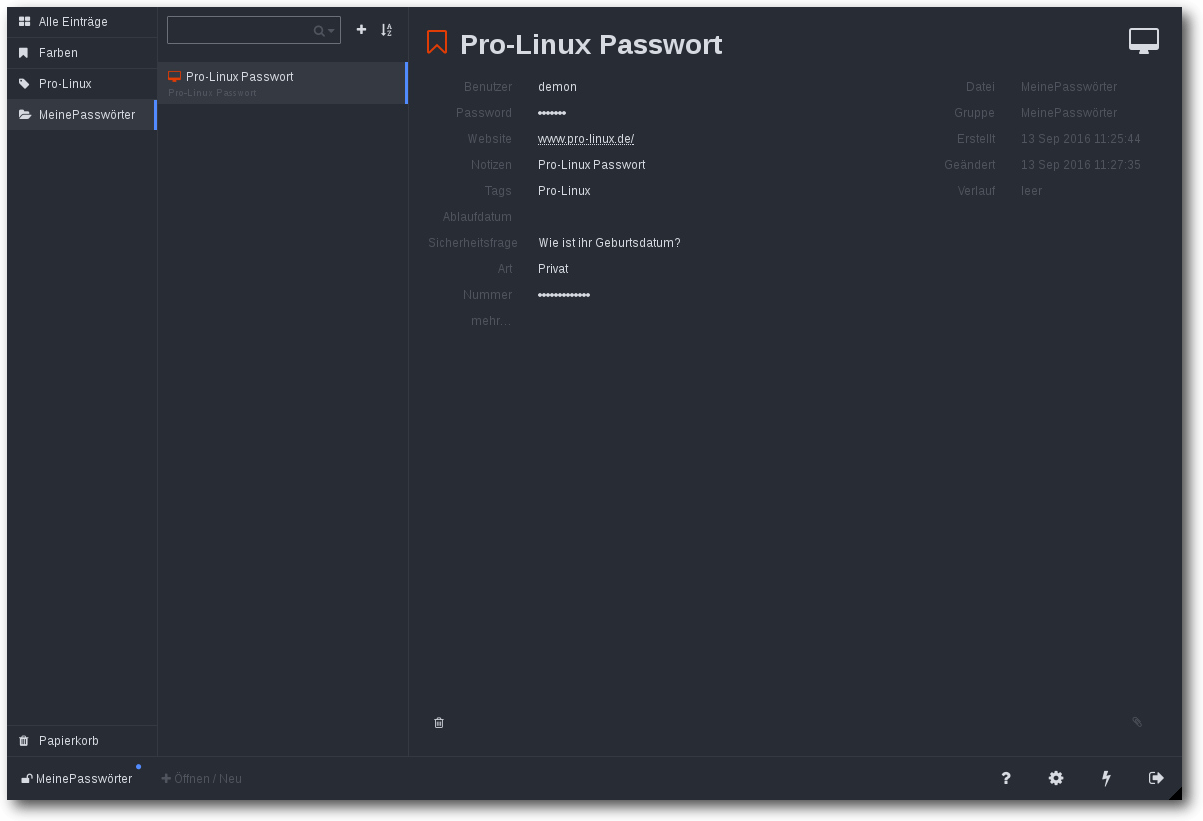 Alle Einträge
Farben
Pro-Linux
MeinePasswörter
Papierkorb
Pro-Linux Passwort
Pro-Linux Passwort
Pro-Linux Passwort
Benutzer demon
Password •••••••
Website www.pro-linux.de/
Notizen Pro-Linux Passwort
Tags Pro-Linux
Ablaufdatum
Sicherheitsfrage Wie ist ihr Geburtsdatum?
Art Privat
Nummer •••••••••••••
mehr...
Datei MeinePasswörter
Gruppe MeinePasswörter
Erstellt 13 Sep 2016 11:25:44
Geändert 13 Sep 2016 11:27:35
Verlauf leer
MeinePasswörter
Öffnen / Neu